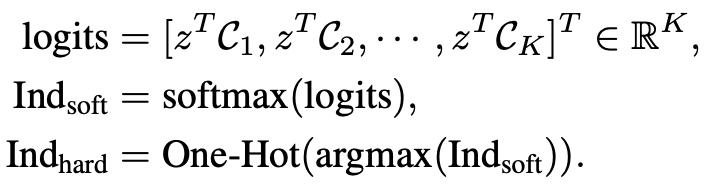 logits = [z^T 𝒞_1, z^T 𝒞_2, ⋯ , z^T 𝒞_K]^T ∈ ℝ^K,
Ind_soft = softmax(logits),
Ind_hard = One-Hot(argmax(Ind_soft)).